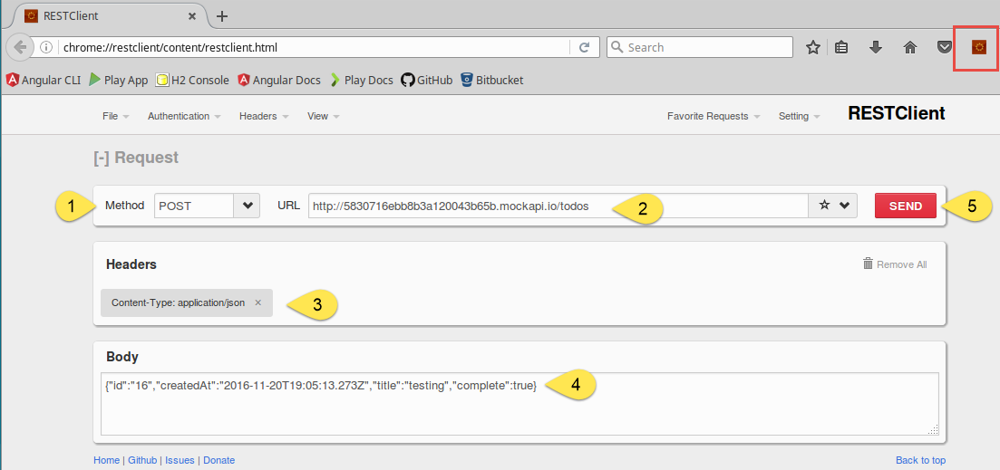 RESTClient
chrome://restclient/content/restclient.html Search
Angular CLI Play App H2 Console Angular Docs Play Docs GitHub Bitbucket
File Authentication Headers View Favorite Requests Setting RESTClient
[-] Request
1 Method POST URL http://5830716ebb8b3a120043b65b.mockapi.io/todos 2 SEND 5
Headers Remove All
Content-Type: application/json × 3
Body
{"id":"16","createdAt":"2016-11-20T19:05:13.273Z","title":"testing","complete":true} 4
Home | Github | Issues | Donate Back to top